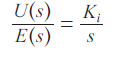 U(s)/E(s) = K_i/s